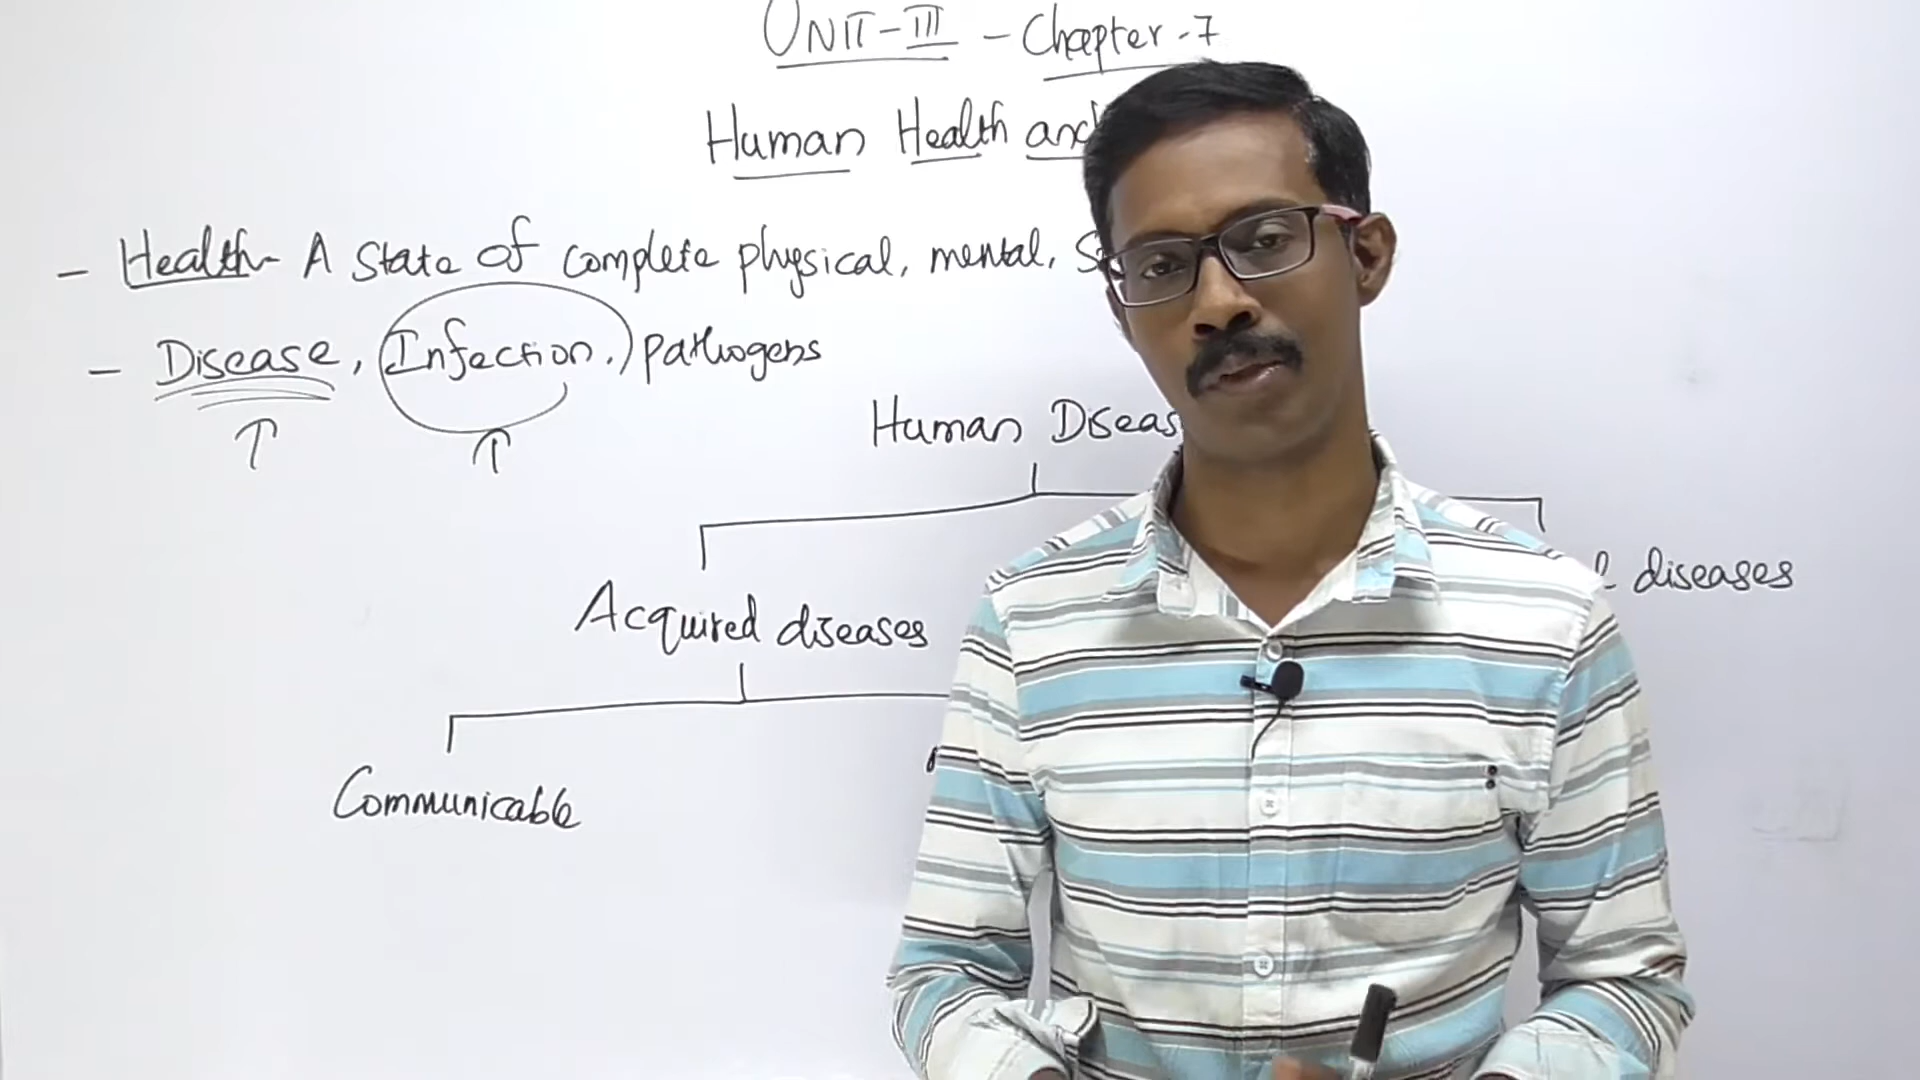 UNIT-III - Chapter-7
Human Health and
- Health- A State of complete physical, mental,
- Disease, Infection, pathogens
Human
Acquired diseases
diseases
Communicable